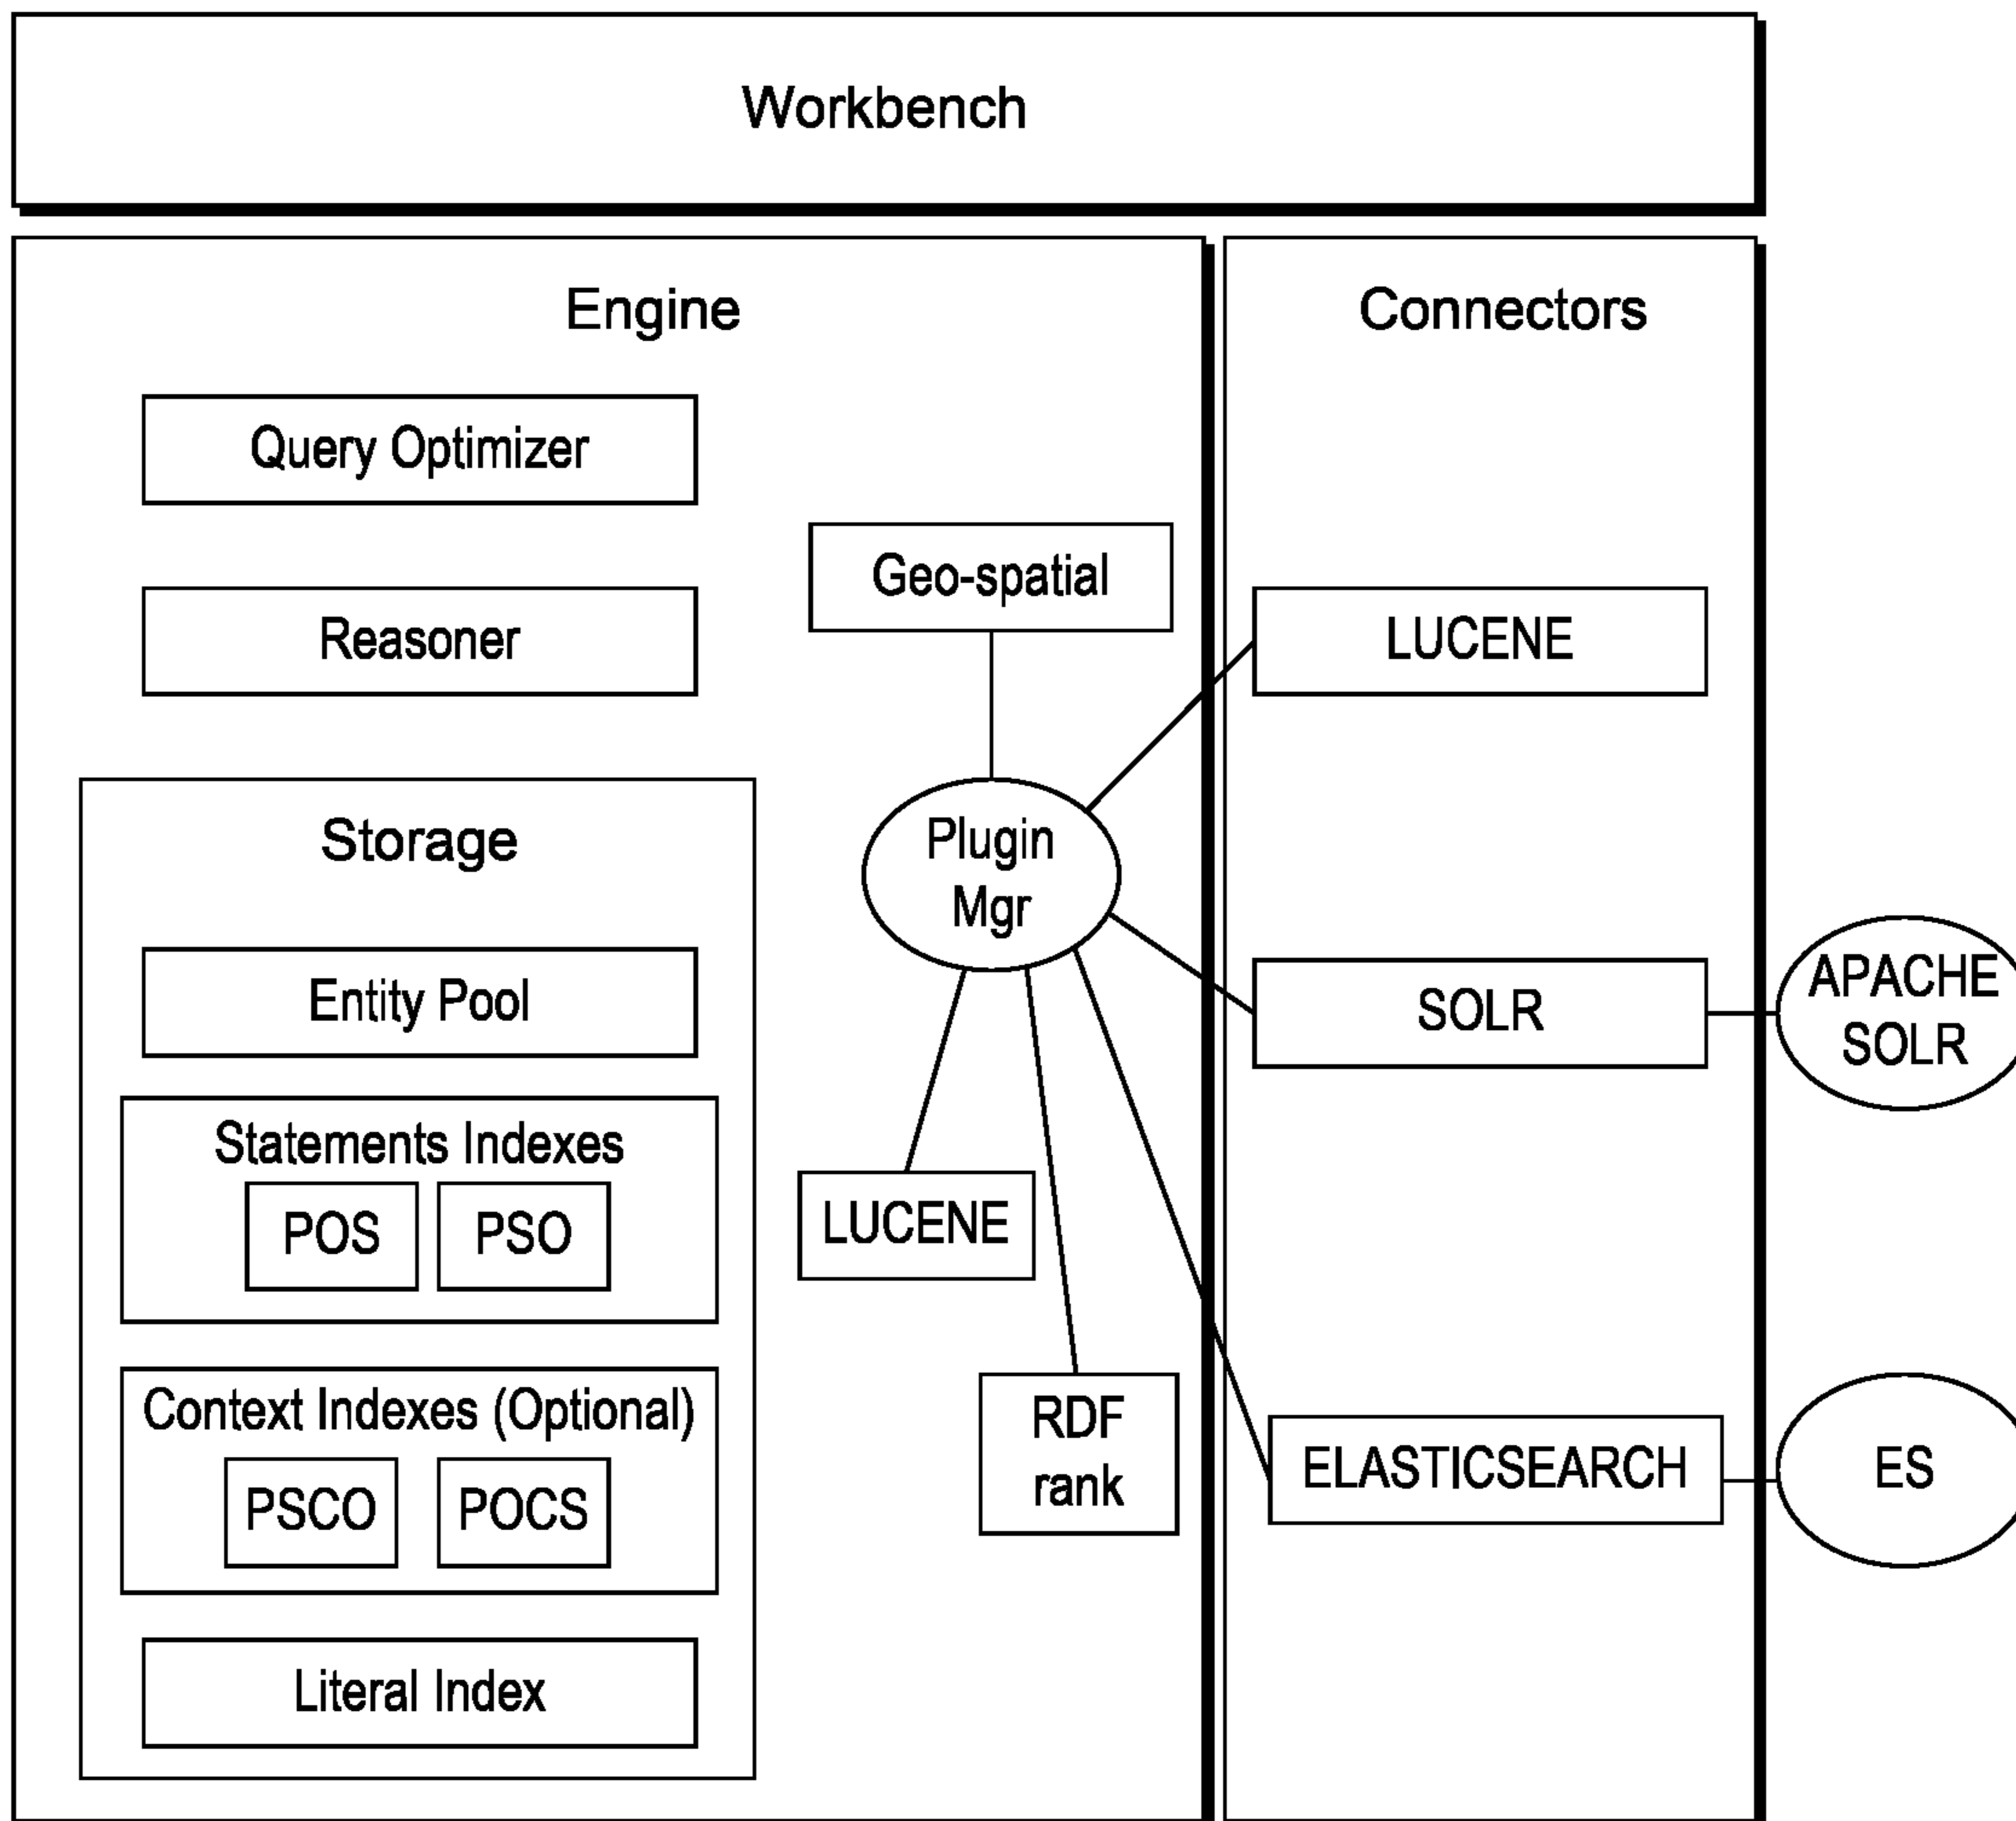 Workbench
Engine
Query Optimizer
Reasoner
Storage
Entity Pool
Statements Indexes
POS
PSO
Context Indexes (Optional)
PSCO
POCS
Literal Index
Geo-spatial
Plugin
Mgr
LUCENE
RDF
rank
Connectors
LUCENE
SOLR
ELASTICSEARCH
APACHE
SOLR
ES